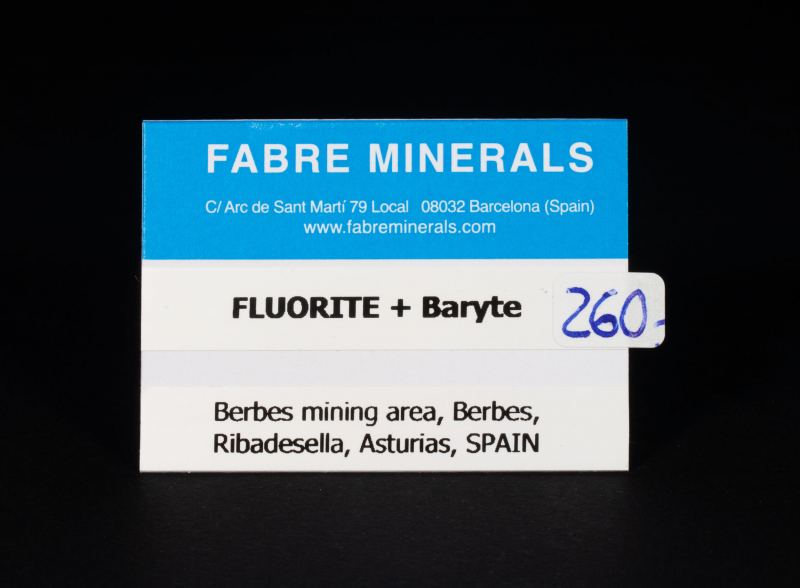 FABRE MINERALS
C/ Arc de Sant Martí 79 Local 08032 Barcelona (Spain)
www.fabreminerals.com
FLUORITE + Baryte
260.-
Berbes mining area, Berbes,
Ribadesella, Asturias, SPAIN